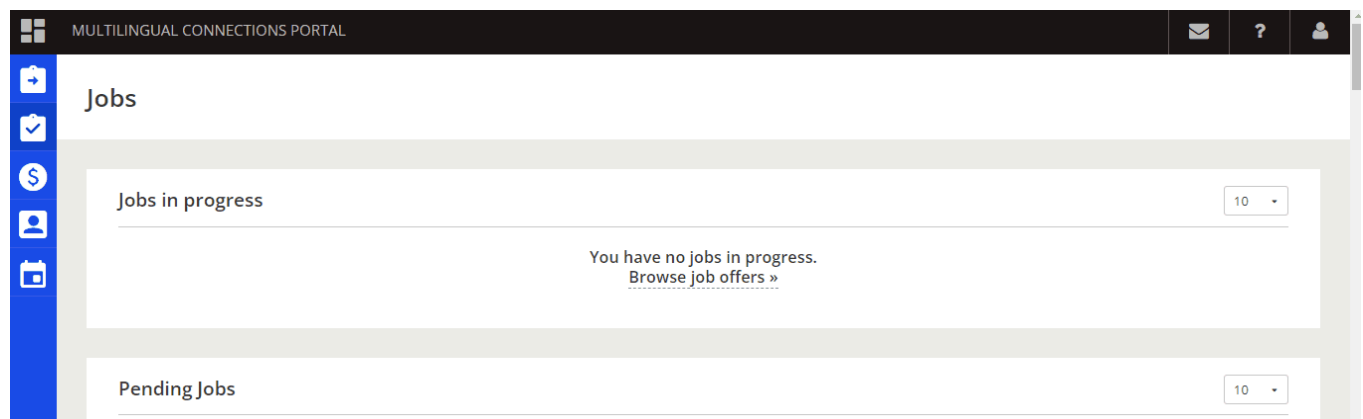 MULTILINGUAL CONNECTIONS PORTAL
?
Jobs
$
Jobs in progress
10
You have no jobs in progress.
Browse job offers »
Pending Jobs
10